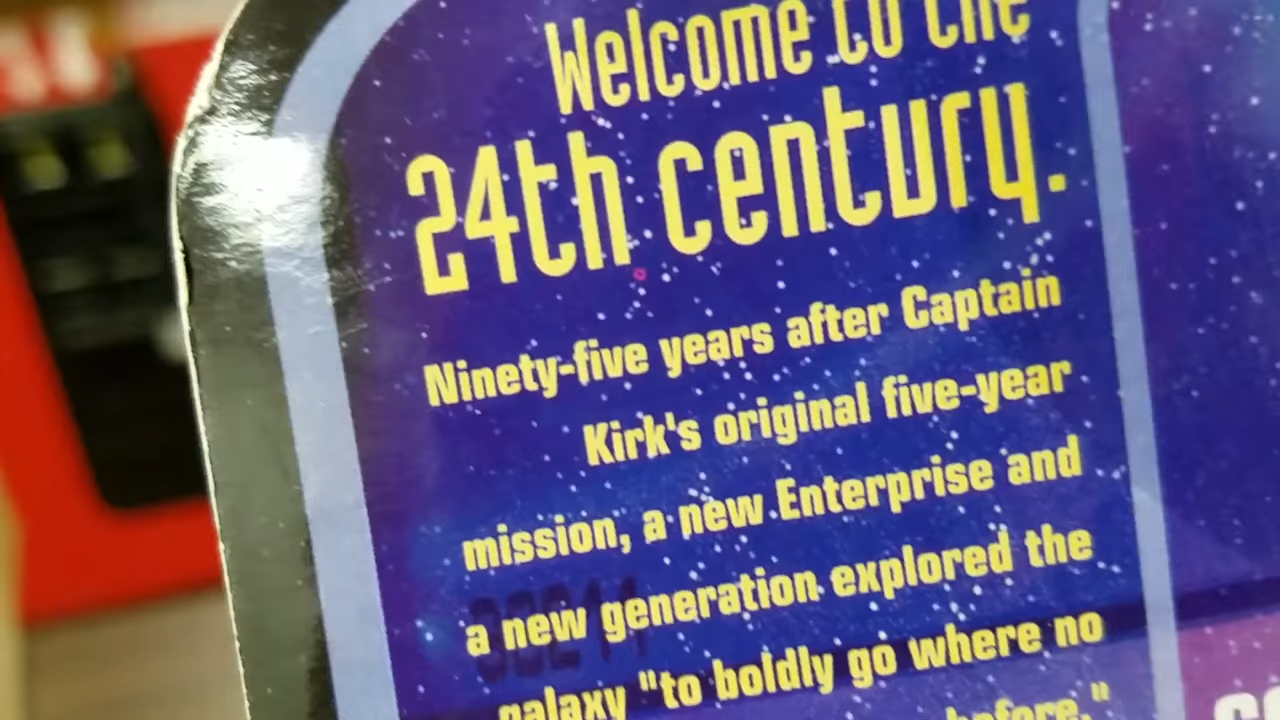 Welcome to the
24th century.
Ninety-five years after Captain
Kirk's original five-year
mission, a new Enterprise and
a new generation explored the
galaxy "to boldly go where no
before."